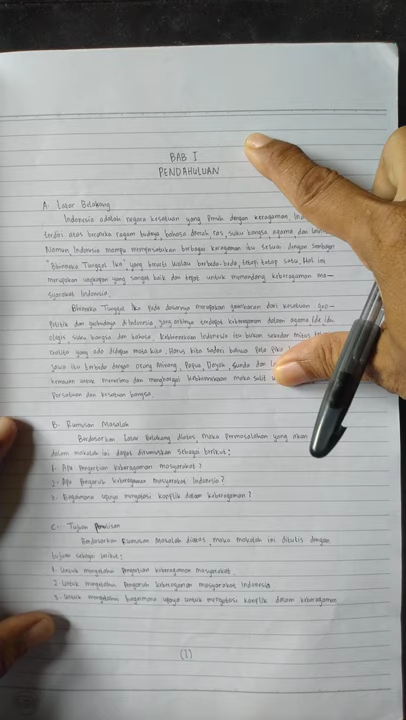 BAB I
PENDAHULUAN
A. Latar Belakang
Indonesia adalah negara kesatuan yang Penuh dengan keragaman,
terdiri atas beraneka ragam budaya, bahasa daerah, ras, suku bangsa, agama, dan
Namun, Indonesia mampu mempersatukan berbagai keragaman itu sesuai dengan Semboyan
"Bhinneka Tunggal Ika" yang berarti walau berbeda-beda, tetap satu. Hal ini
merupakan ungkapan yang sangat baik dan tepat untuk memandang keberagaman ma-
syarakat Indonesia.
Bhinneka Tunggal Ika Pada dasarnya merupakan gambaran dari kesatuan geo-
Politik dan di Indonesia, yang artinya terdapat keberagaman dalam agama, ide,
ologis suku bangsa dan bahasa. Kebhinnekaan Indonesia itu bukan sekedar mitos,
realita yang ada didepan mata kita. Harus kita sadari bahwa Pola Pikir
Jawa itu berbeda dengan orang Minang, Papua, Dayak, Sunda dan
kemauan untuk menerima dan menghargai Kebhinnekaan maka Sulit
Persatuan dan kesatuan bangsa.
B. Rumusan Masalah
Berdasarkan Latar Belakang diatas, Maka Permasalahan yang akan
dalam makalah ini dapat dirumuskan Sebagai berikut:
1. Apa Pengertian keberagaman masyarakat?
2. Apa Pengaruh keberagaman masyarakat Indonesia?
3. Bagaimana upaya mengatasi konflik dalam keberagaman?
C. Tujuan Penulisan
Berdasarkan Rumusan Masalah diatas, maka makalah ini ditulis dengan
tujuan sebagai berikut:
1. Untuk mengetahui Pengertian keberagaman masyarakat
2. Untuk mengetahui Pengaruh keberagaman masyarakat Indonesia
3. Untuk mengetahui bagaimana upaya untuk mengatasi konflik dalam keberagaman
(1)